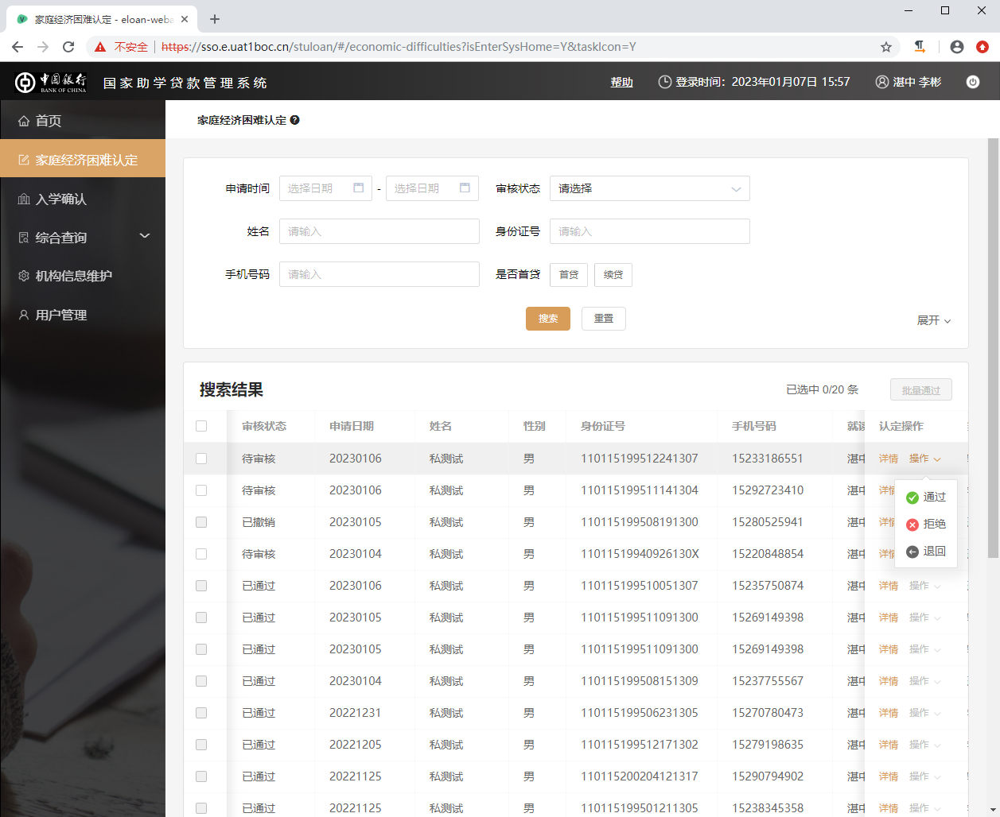 家庭经济困难认定 - eloan-weba
不安全 https://sso.e.uat1boc.cn/stuloan/#/economic-difficulties?isEnterSysHome=Y&taskIcon=Y
中国银行 BANK OF CHINA 国家助学贷款管理系统 帮助 登录时间：2023年01月07日 15:57 湛中 李彬
首页
家庭经济困难认定
入学确认
综合查询
机构信息维护
用户管理
家庭经济困难认定
申请时间 选择日期 - 选择日期 审核状态 请选择
姓名 请输入 身份证号 请输入
手机号码 请输入 是否首贷 首贷 续贷
搜索 重置 展开
搜索结果 已选中 0/20 条 批量通过
审核状态 申请日期 姓名 性别 身份证号 手机号码 就读 认定操作
待审核 20230106 私测试 男 110115199512241307 15233186551 湛中 详情 操作
待审核 20230106 私测试 男 110115199511141304 15292723410 湛中 详情
通过
已撤销 20230105 私测试 男 110115199508191300 15280525941 湛中 详情
拒绝
待审核 20230104 私测试 男 11011519940926130X 15220848854 湛中 详情
退回
已通过 20230106 私测试 男 110115199510051307 15235750874 湛中 详情 操作
已通过 20230105 私测试 男 110115199511091300 15269149398 湛中 详情 操作
已通过 20230105 私测试 男 110115199511091300 15269149398 湛中 详情 操作
已通过 20230104 私测试 男 110115199508151309 15237755567 湛中 详情 操作
已通过 20221231 私测试 男 110115199506231305 15270780473 湛中 详情 操作
已通过 20221205 私测试 男 110115199512171302 15279198635 湛中 详情 操作
已通过 20221125 私测试 男 110115200204121317 15290794902 湛中 详情 操作
已通过 20221125 私测试 男 110115199501211305 15238345358 湛中 详情 操作